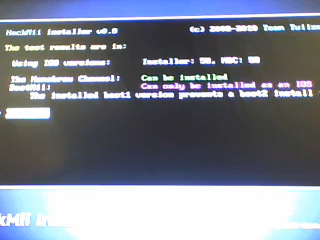 HackMii installer v0.8 (c) 2008-2010 Team Twiizers
The test results are in:
Using IOS versions: Installer: 58, HBC: 58
The Homebrew Channel: Can be installed
BootMii: Can only be installed as an IOS
The installed boot1 version prevents a boot2 install